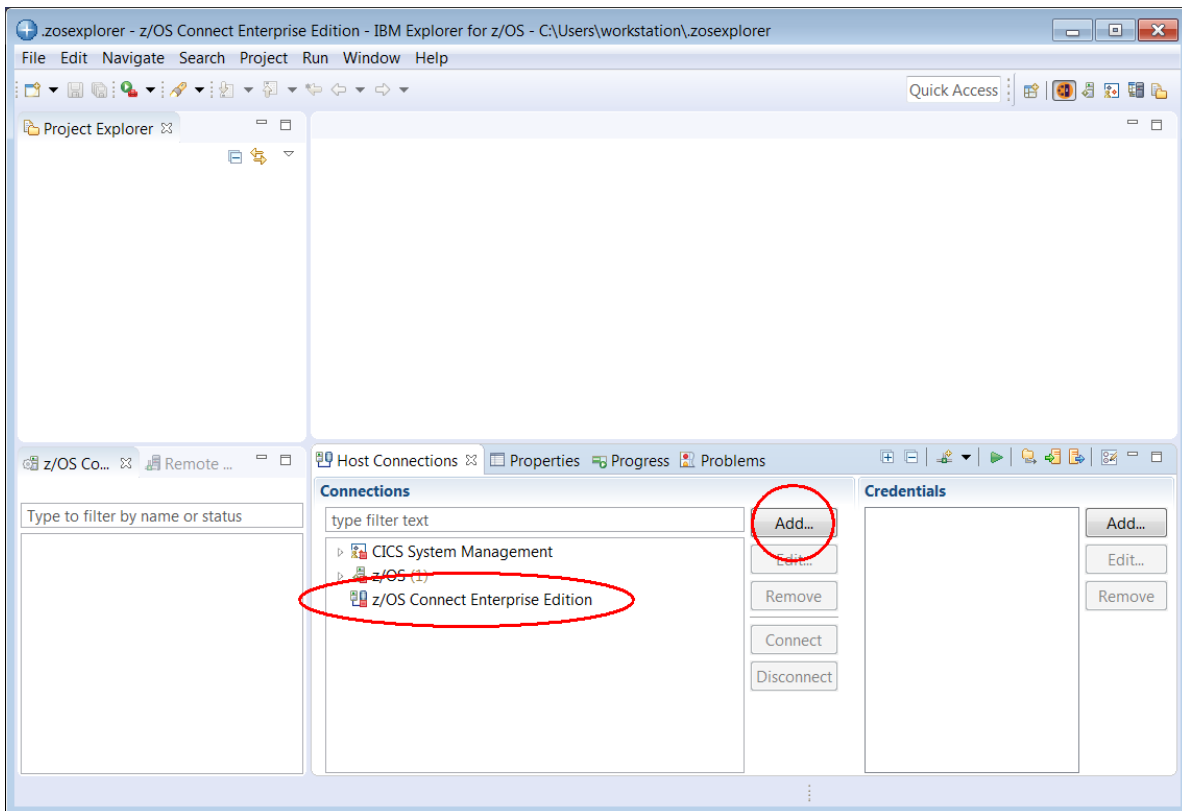 .zosexplorer - z/OS Connect Enterprise Edition - IBM Explorer for z/OS - C:\Users\workstation\.zosexplorer
File Edit Navigate Search Project Run Window Help
Quick Access
Project Explorer
z/OS Co... Remote ...
Type to filter by name or status
Host Connections Properties Progress Problems
Connections
type filter text
CICS System Management
z/OS (1)
z/OS Connect Enterprise Edition
Add...
Edit...
Remove
Connect
Disconnect
Credentials
Add...
Edit...
Remove